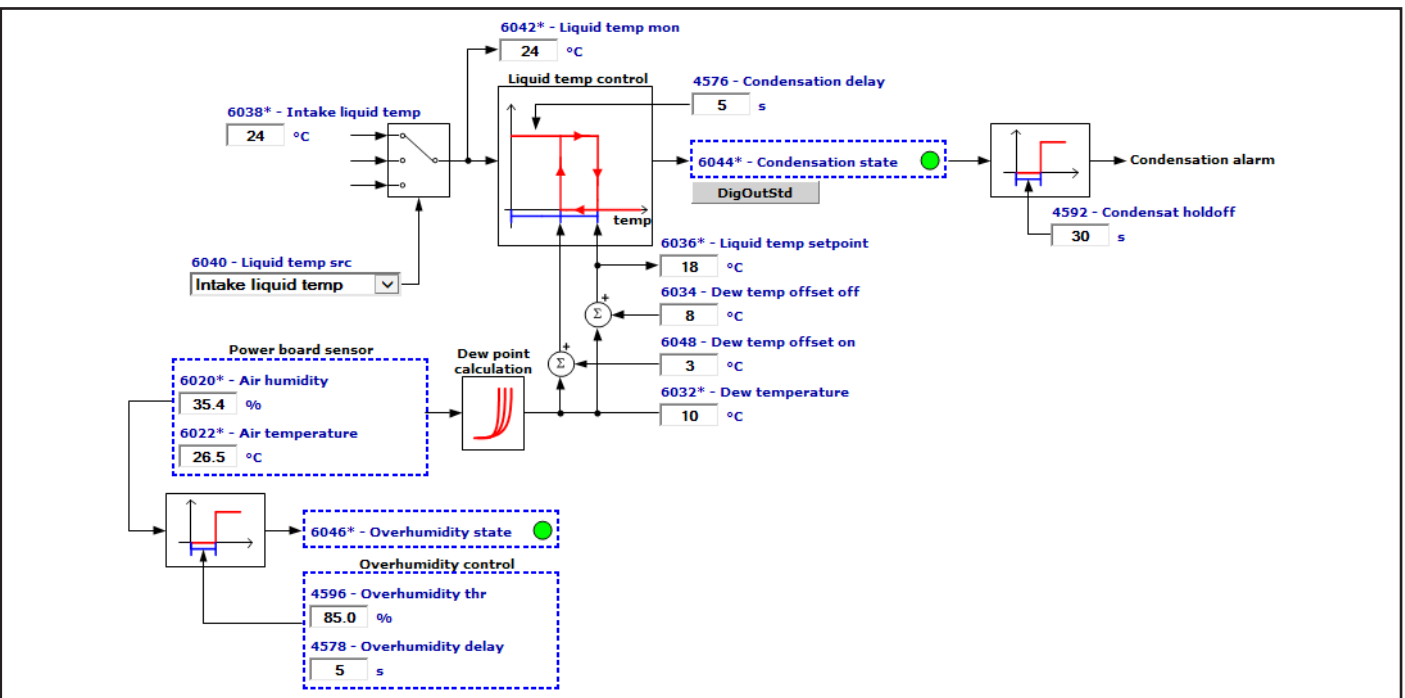 6042* - Liquid temp mon
24 °C
Liquid temp control
4576 - Condensation delay
5 s
6038* - Intake liquid temp
24 °C
6044* - Condensation state
DigOutStd
Condensation alarm
temp
4592 - Condensat holdoff
30 s
6036* - Liquid temp setpoint
18 °C
6040 - Liquid temp src
Intake liquid temp
6034 - Dew temp offset off
+
Σ
8 °C
6048 - Dew temp offset on
+
Σ
3 °C
Power board sensor
Dew point
calculation
6020* - Air humidity
35.4 %
6032* - Dew temperature
10 °C
6022* - Air temperature
26.5 °C
6046* - Overhumidity state
Overhumidity control
4596 - Overhumidity thr
85.0 %
4578 - Overhumidity delay
5 s